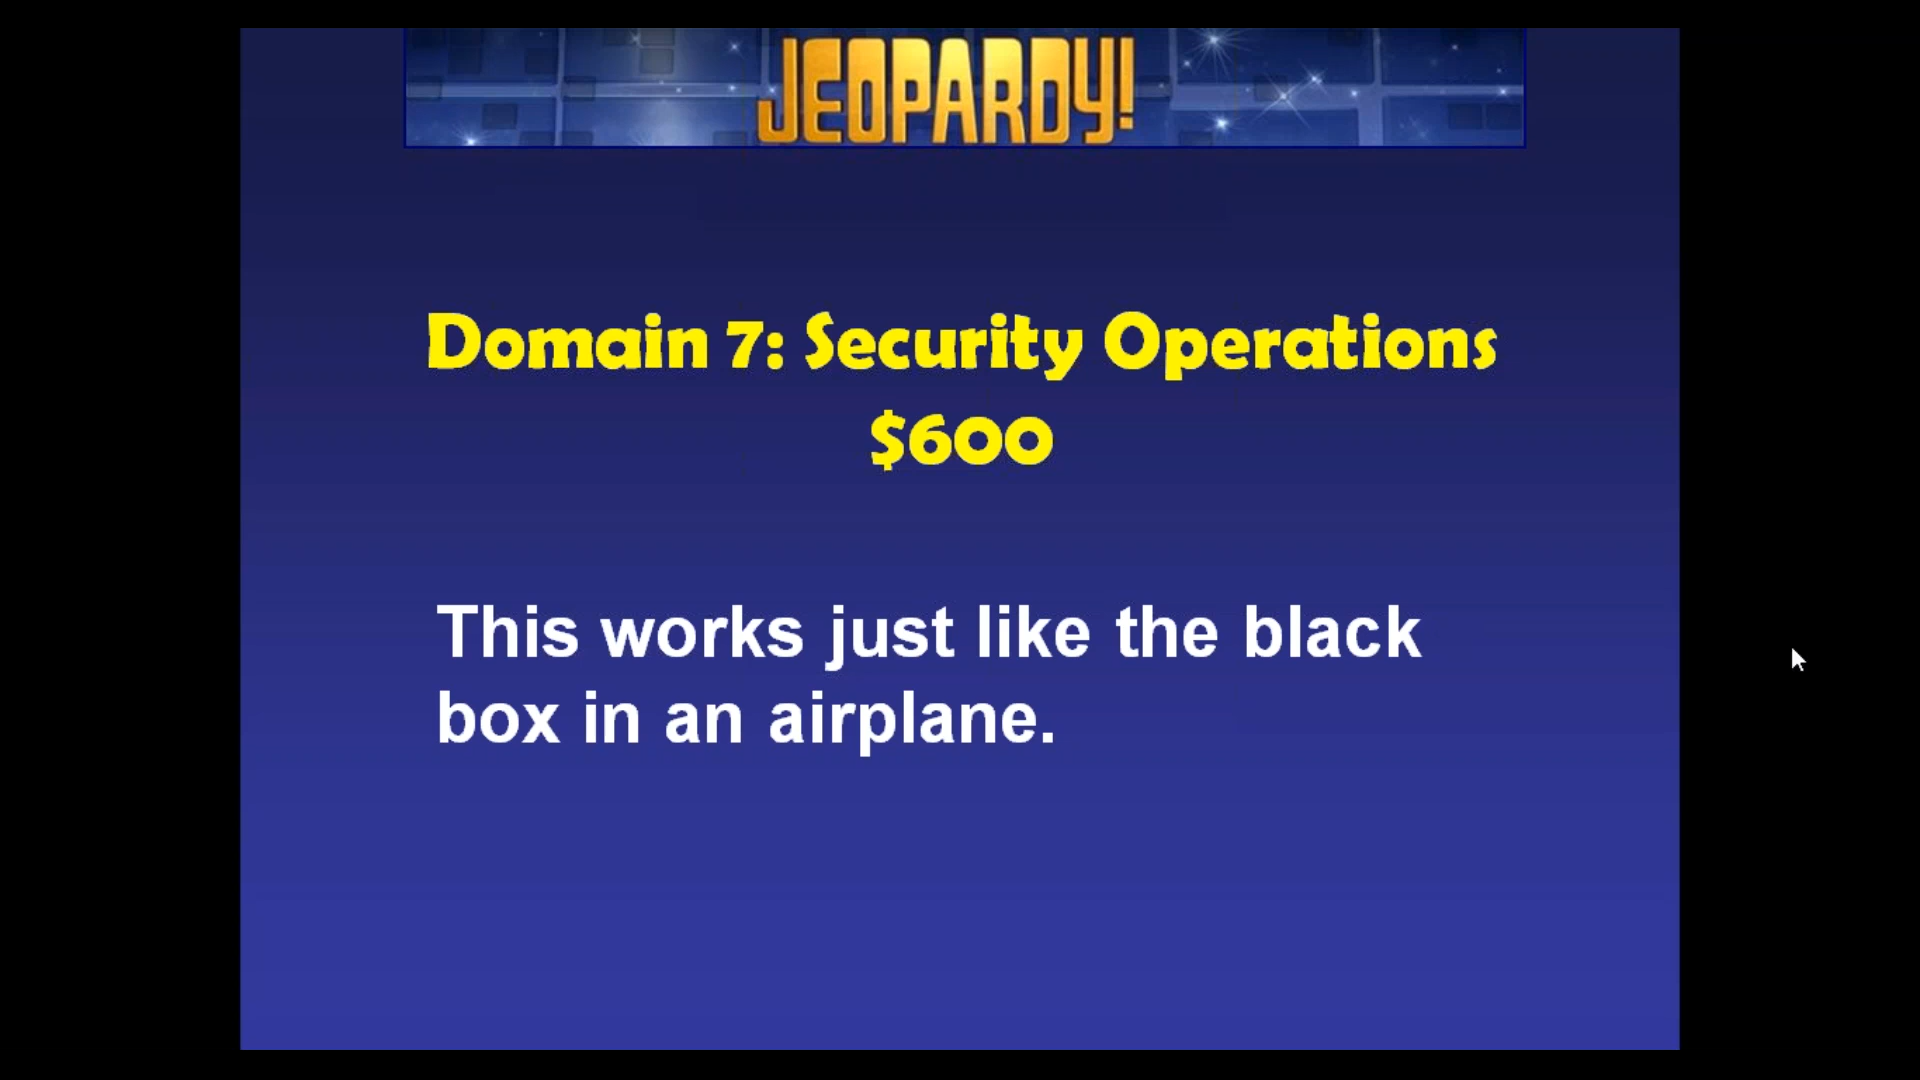 JEOPARDY!
Domain 7: Security Operations
$600
This works just like the black
box in an airplane.